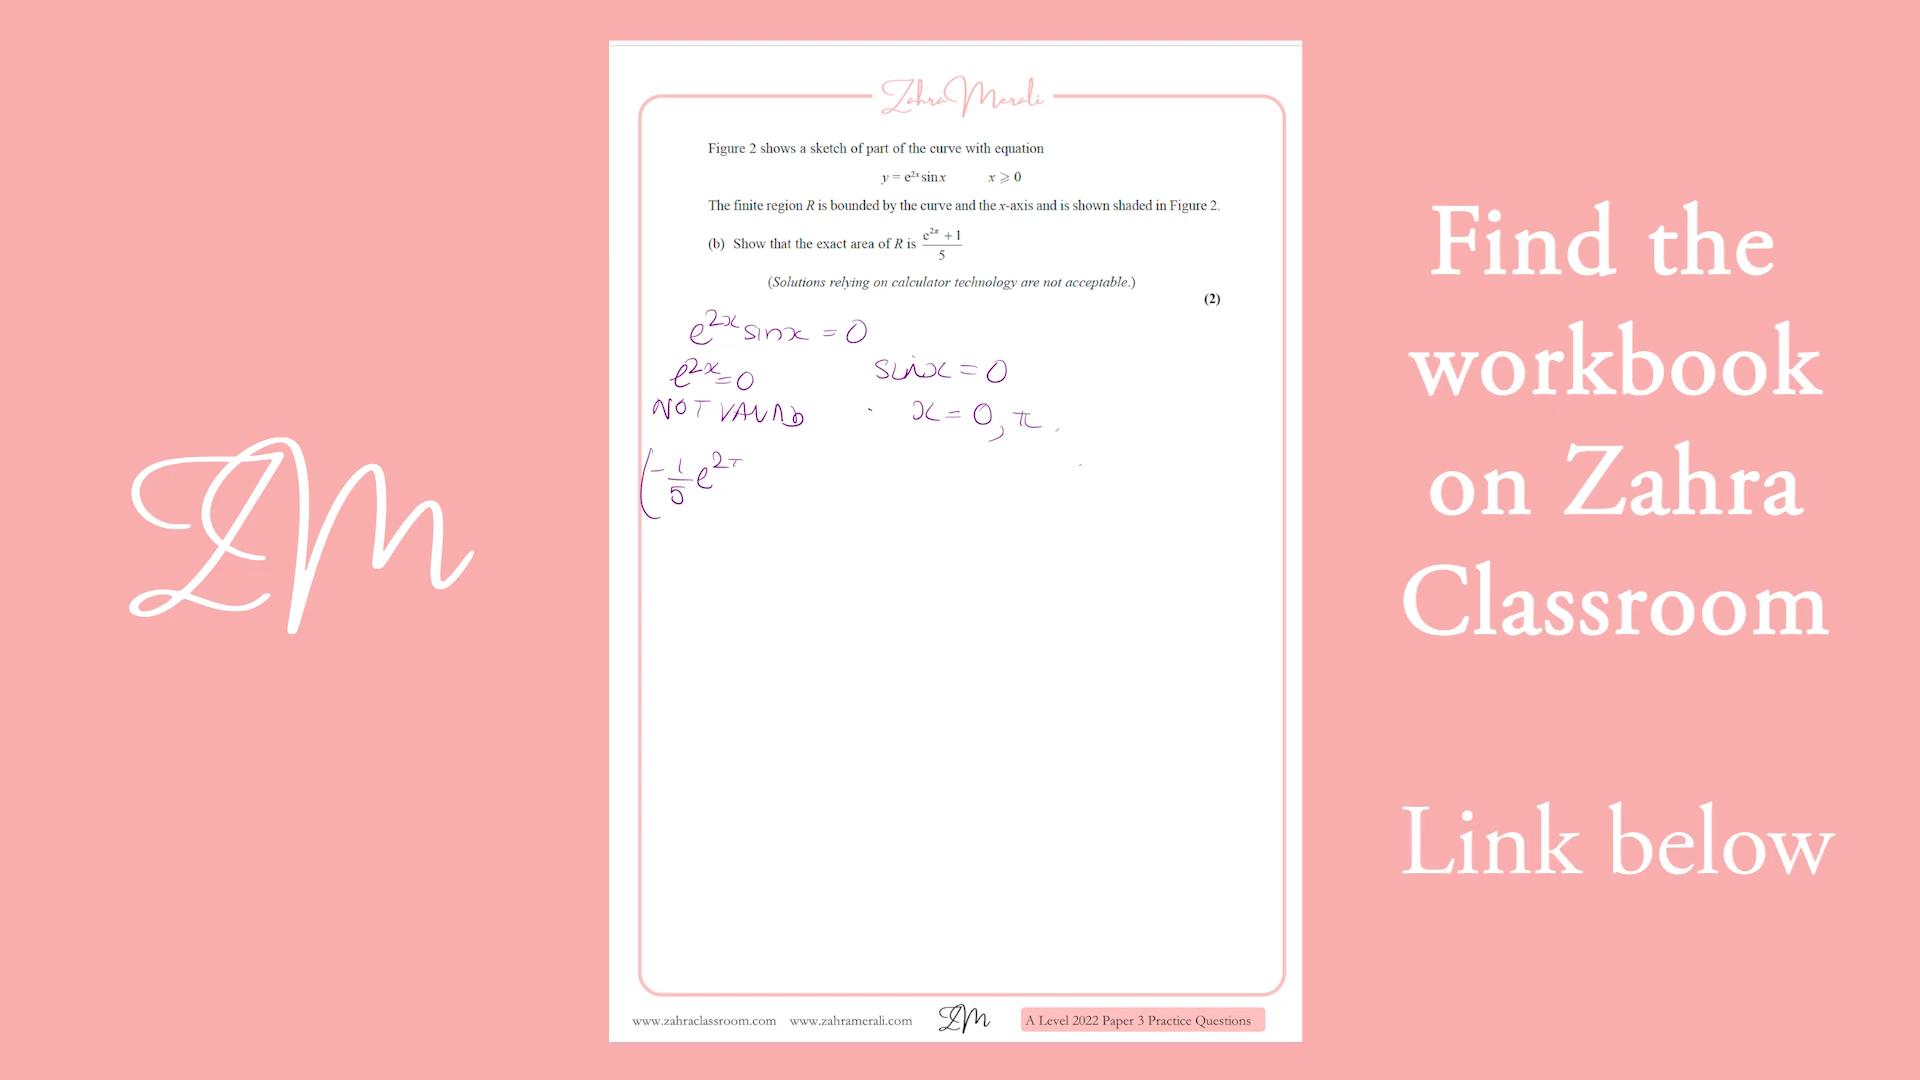 Zahra Merali
Figure 2 shows a sketch of part of the curve with equation
y = e²ˣ sin x x ⩾ 0
The finite region R is bounded by the curve and the x-axis and is shown shaded in Figure 2.
(b) Show that the exact area of R is (e^{2π} + 1)/5
(Solutions relying on calculator technology are not acceptable.)
(2)
e^{2x} sin x = 0
e^{2x} = 0 sin x = 0
NOT VALID x = 0, π
(-1/5 e^{2π}
www.zahraclassroom.com www.zahramerali.com ZM A Level 2022 Paper 3 Practice Questions
ZM
Find the
workbook
on Zahra
Classroom
Link below